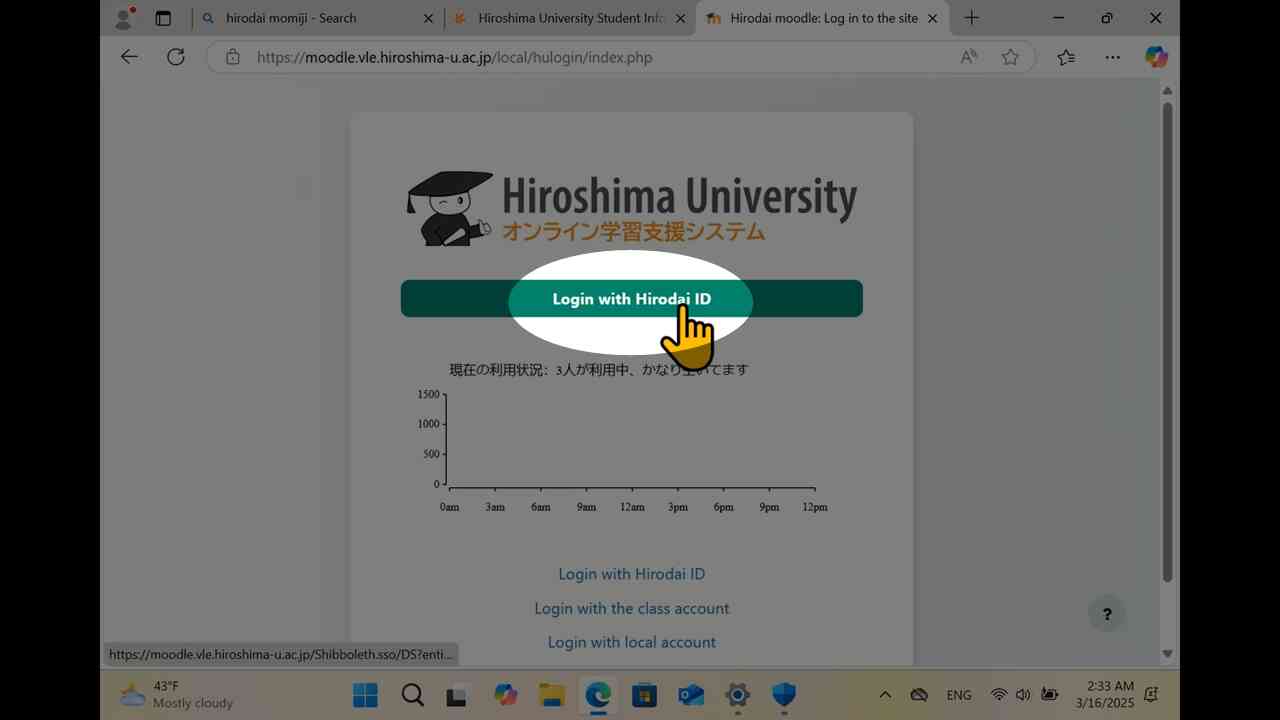 hirodai momiji - Search
Hiroshima University Student Info
Hirodai moodle: Log in to the site
https://moodle.vle.hiroshima-u.ac.jp/local/hulogin/index.php
Hiroshima University
オンライン学習支援システム
Login with Hirodai ID
現在の利用状況: 3人が利用中、かなり空いてます
1500
1000
500
0
0am 3am 6am 9am 12am 3pm 6pm 9pm 12pm
Login with Hirodai ID
Login with the class account
Login with local account
?
https://moodle.vle.hiroshima-u.ac.jp/Shibboleth.sso/DS?enti...
43°F
Mostly cloudy
ENG
2:33 AM
3/16/2025